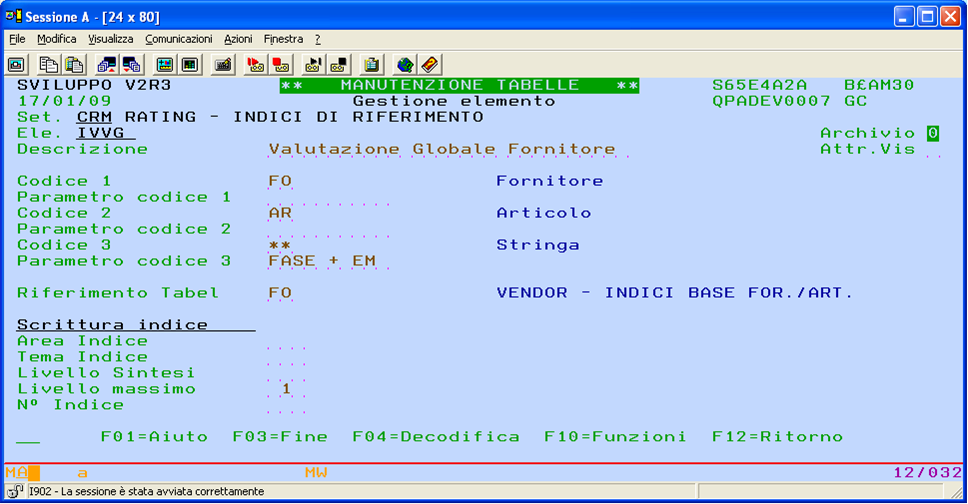 Sessione A - [24 x 80]
File Modifica Visualizza Comunicazioni Azioni Finestra ?
SVILUPPO V2R3 ** MANUTENZIONE TABELLE ** S65E4A2A B£AM30
17/01/09 Gestione elemento QPADEV0007 GC
Set. CRM RATING - INDICI DI RIFERIMENTO
Ele. IVVG Archivio 0
Descrizione Valutazione Globale Fornitore Attr.Vis
Codice 1 FO Fornitore
Parametro codice 1
Codice 2 AR Articolo
Parametro codice 2
Codice 3 ** Stringa
Parametro codice 3 FASE + EM
Riferimento Tabel FO VENDOR - INDICI BASE FOR./ART.
Scrittura indice
Area Indice
Tema Indice
Livello Sintesi
Livello massimo 1
Nº Indice
F01=Aiuto F03=Fine F04=Decodifica F10=Funzioni F12=Ritorno
MA a MW 12/032
I902 - La sessione è stata avviata correttamente